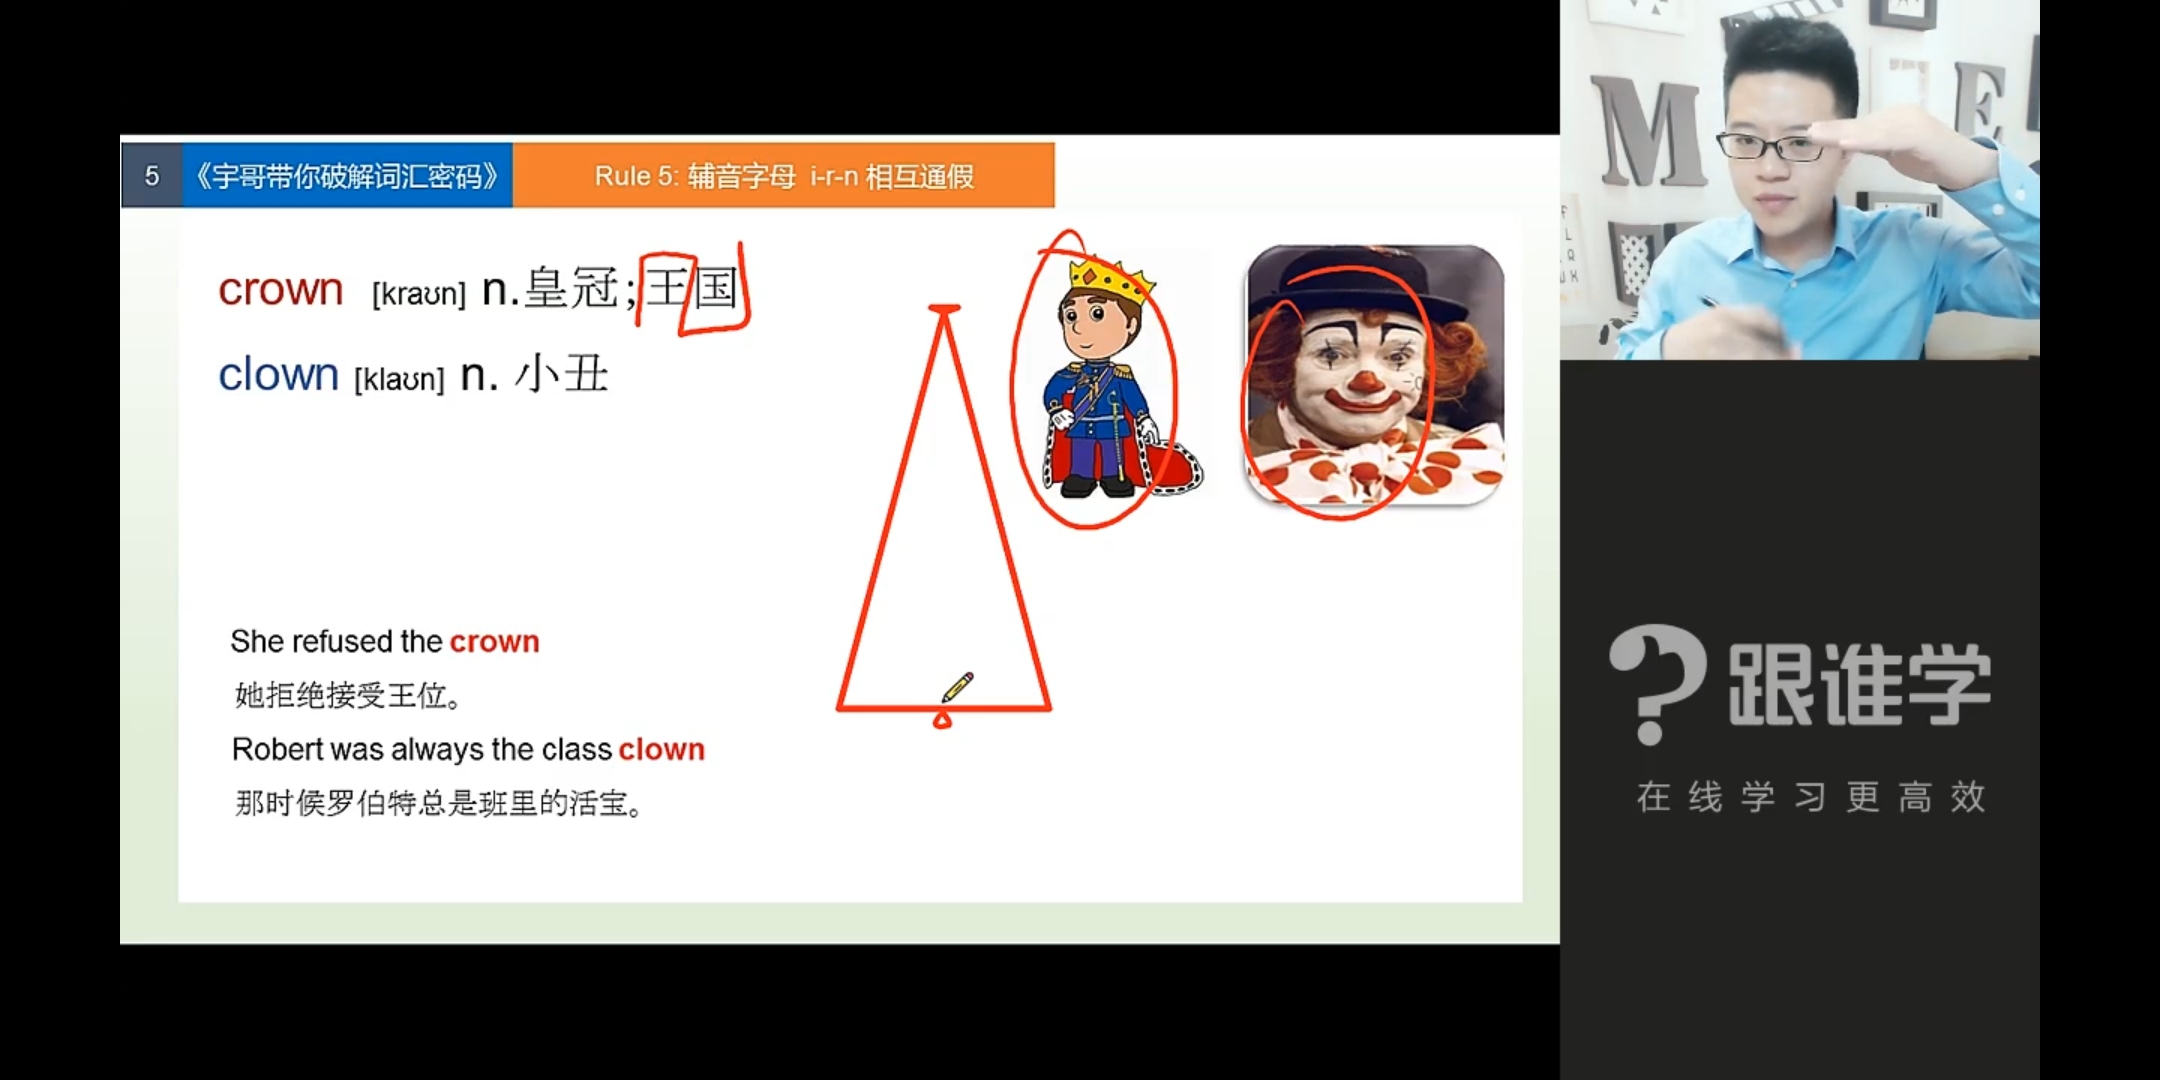 5 《宇哥带你破解词汇密码》 Rule 5: 辅音字母 i-r-n 相互通假
crown [kraʊn] n.皇冠;王国
clown [klaʊn] n. 小丑
She refused the crown
她拒绝接受王位。
Robert was always the class clown
那时候罗伯特总是班里的活宝。
M E
跟谁学
在线学习更高效